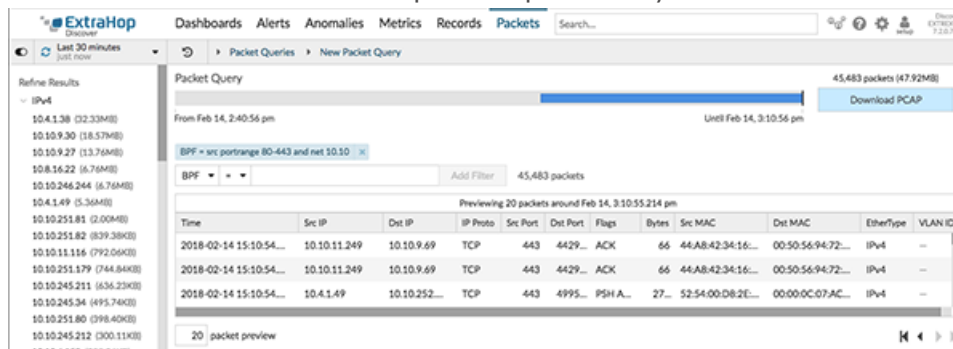 ExtraHop Dashboards Alerts Anomalies Metrics Records Packets Search...
Discover
setup
Last 30 minutes
just now
Packet Queries New Packet Query
Refine Results
IPv4
10.4.1.38 (32.33MB)
10.10.9.30 (18.57MB)
10.10.9.27 (13.76MB)
10.8.16.22 (6.76MB)
10.10.246.244 (6.76MB)
10.4.1.49 (5.36MB)
10.10.251.81 (2.00MB)
10.10.251.82 (839.38KB)
10.10.11.116 (792.06KB)
10.10.251.179 (744.84KB)
10.10.245.211 (636.23KB)
10.10.245.34 (495.74KB)
10.10.251.80 (398.40KB)
10.10.245.212 (300.11KB)
Packet Query
45,483 packets (47.92MB)
Download PCAP
From Feb 14, 2:40:56 pm Until Feb 14, 3:10:56 pm
BPF = src portrange 80-443 and net 10.10 ×
BPF = Add Filter 45,483 packets
Previewing 20 packets around Feb 14, 3:10:55.214 pm
Time Src IP Dst IP IP Proto Src Port Dst Port Flags Bytes Src MAC Dst MAC EtherType VLAN ID
2018-02-14 15:10:54.... 10.10.11.249 10.10.9.69 TCP 443 4429... ACK 66 44:A8:42:34:16:... 00:50:56:94:72:... IPv4 —
2018-02-14 15:10:54.... 10.10.11.249 10.10.9.69 TCP 443 4429... ACK 66 44:A8:42:34:16:... 00:50:56:94:72:... IPv4 —
2018-02-14 15:10:54.... 10.4.1.49 10.10.252.... TCP 443 4995... PSH A... 27... 52:54:00:D8:2E:... 00:00:0C:07:AC... IPv4 —
20 packet preview